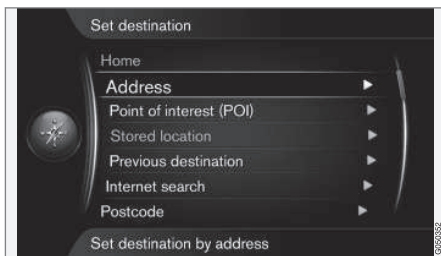 Set destination
Home
Address
Point of interest (POI)
Stored location
Previous destination
Internet search
Postcode
Set destination by address
G050352